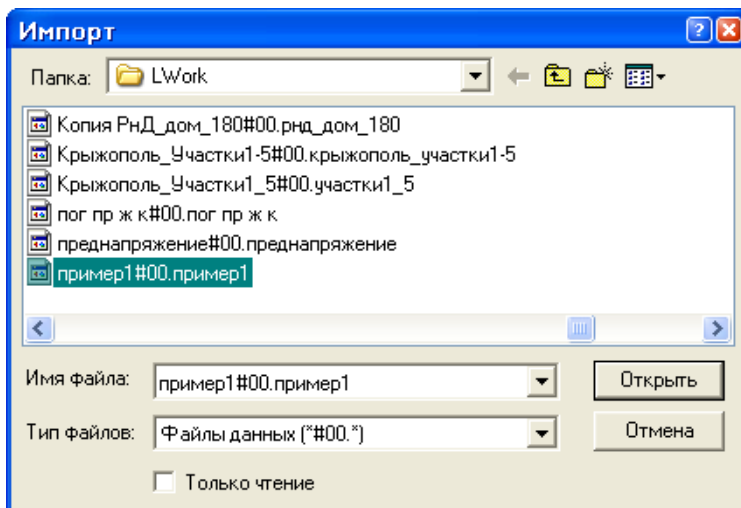 Импорт
Папка: LWork
Копия РнД_дом_180#00.рнд_дом_180
Крыжополь_Участки1-5#00.крыжополь_участки1-5
Крыжополь_Участки1_5#00.участки1_5
пог пр ж к#00.пог пр ж к
преднапряжение#00.преднапряжение
пример1#00.пример1
Имя файла: пример1#00.пример1 Открыть
Тип файлов: Файлы данных (*#00.*) Отмена
Только чтение